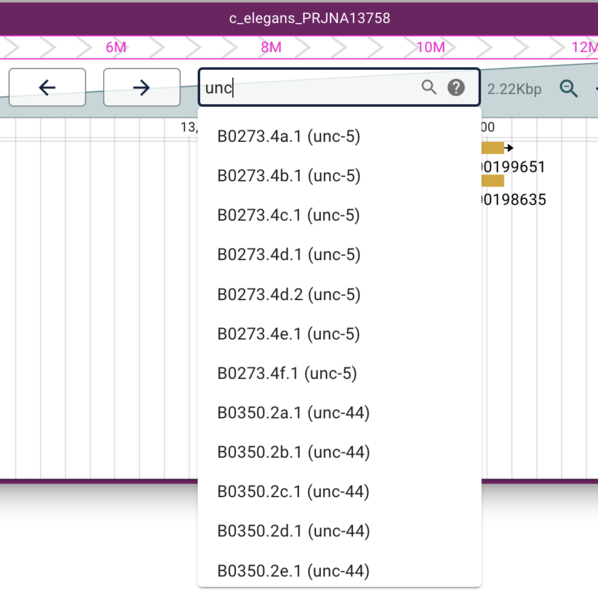 c_elegans_PRJNA13758
6M 8M 10M 12M
unc 2.22Kbp
13, 00
B0273.4a.1 (unc-5)
00199651
B0273.4b.1 (unc-5)
00198635
B0273.4c.1 (unc-5)
B0273.4d.1 (unc-5)
B0273.4d.2 (unc-5)
B0273.4e.1 (unc-5)
B0273.4f.1 (unc-5)
B0350.2a.1 (unc-44)
B0350.2b.1 (unc-44)
B0350.2c.1 (unc-44)
B0350.2d.1 (unc-44)
B0350.2e.1 (unc-44)